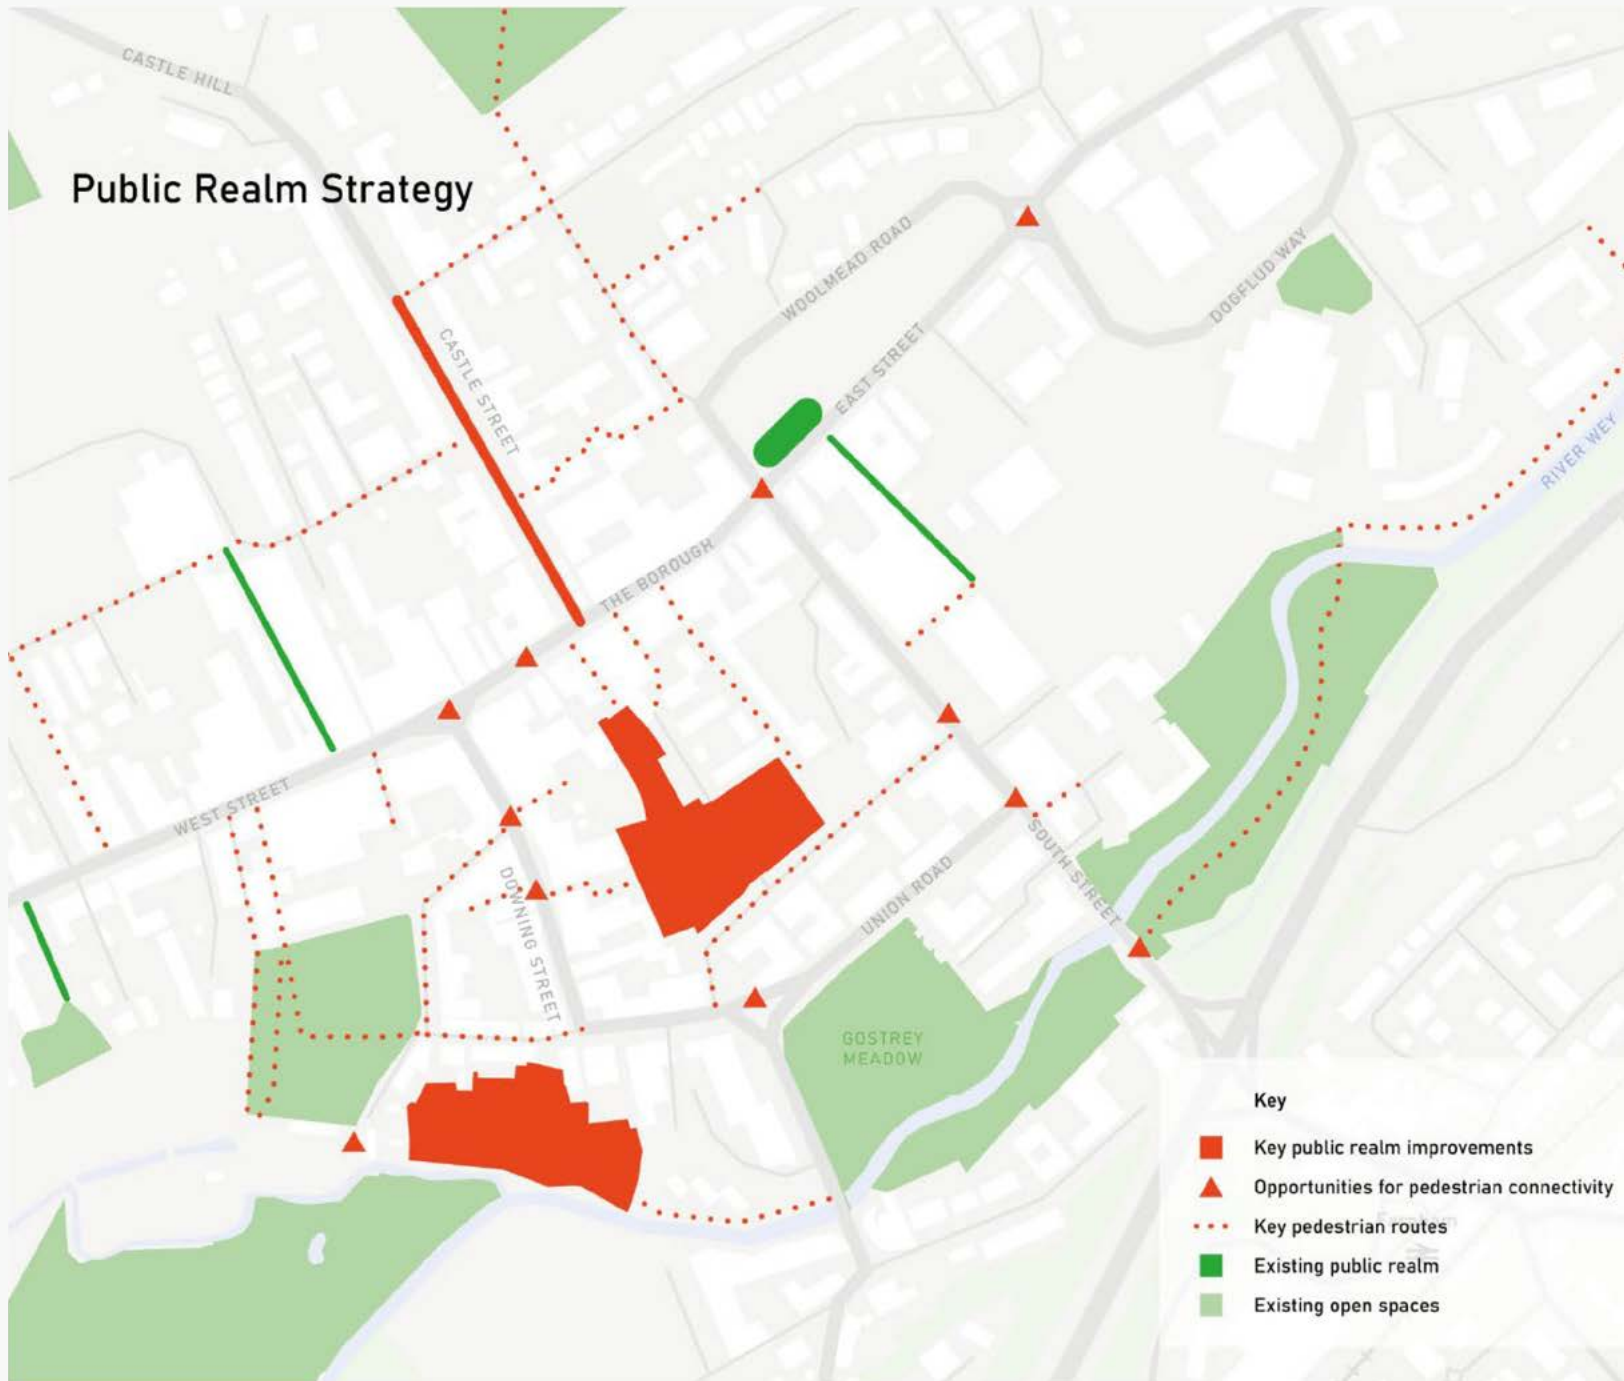 CASTLE HILL
Public Realm Strategy
WOOLMEAD ROAD
DOGFLUD WAY
CASTLE STREET
EAST STREET
RIVER WEY
THE BOROUGH
WEST STREET
SOUTH STREET
DOWNING STREET
UNION ROAD
GOSTREY
MEADOW
Key
Key public realm improvements
Opportunities for pedestrian connectivity
Key pedestrian routes
Existing public realm
Existing open spaces